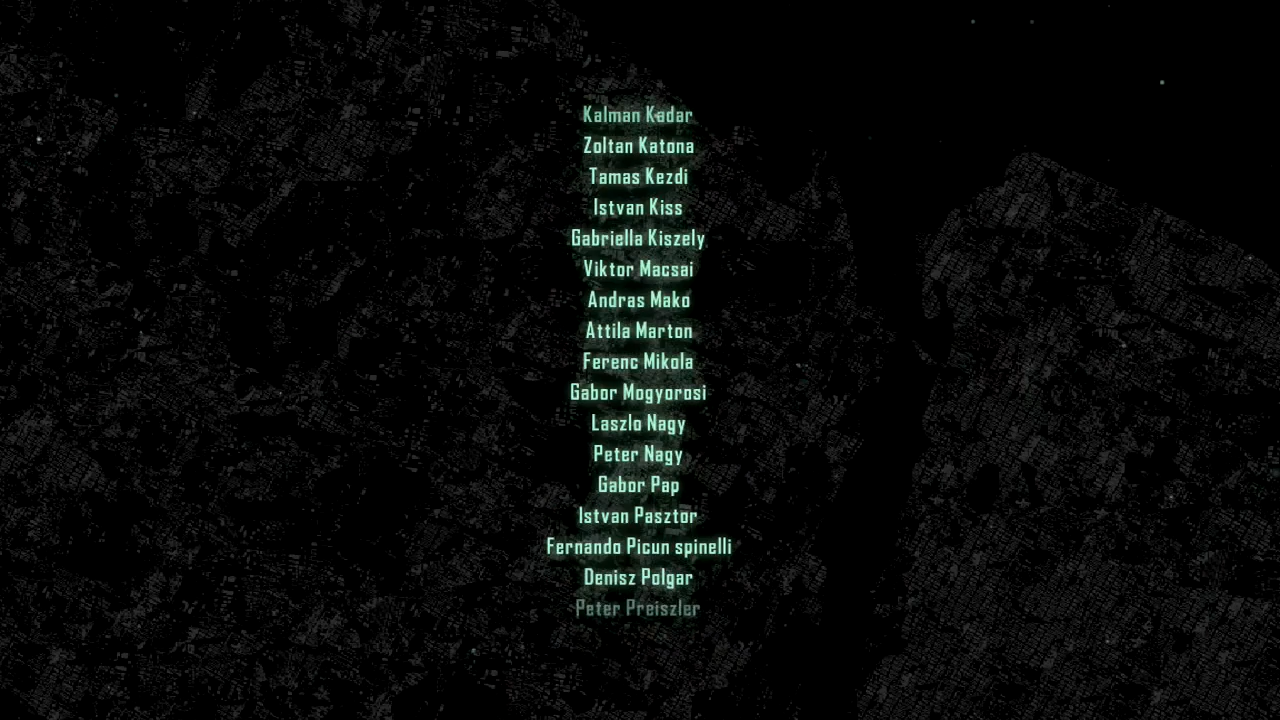 Kalman Kadar
Zoltan Katona
Tamas Kezdi
Istvan Kiss
Gabriella Kiszely
Viktor Macsai
Andras Mako
Attila Marton
Ferenc Mikola
Gabor Mogyorosi
Laszlo Nagy
Peter Nagy
Gabor Pap
Istvan Pasztor
Fernando Picun spinelli
Denisz Polgar
Peter Preiszler